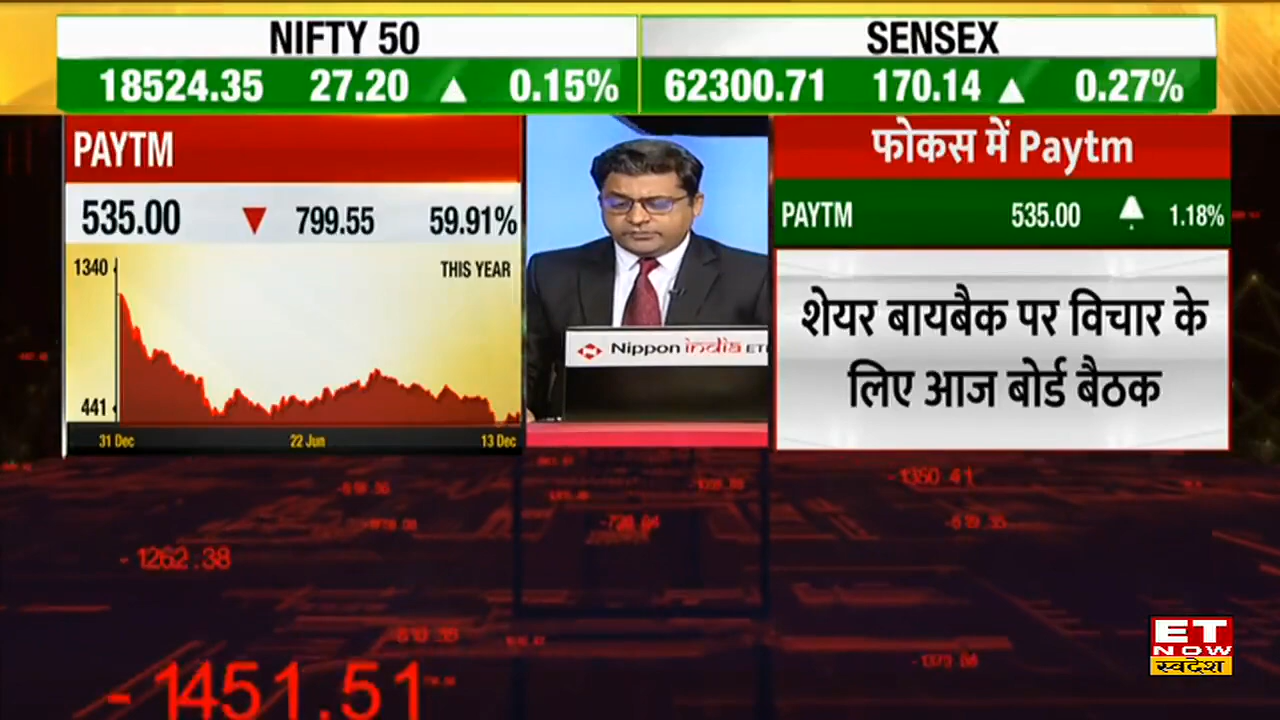 NIFTY 50
18524.35 27.20 ▲ 0.15%
SENSEX
62300.71 170.14 ▲ 0.27%
PAYTM
535.00 ▼ 799.55 59.91%
1340
THIS YEAR
441
31 Dec 22 Jun 13 Dec
Nippon india ETF
फोकस में Paytm
PAYTM 535.00 ▲ 1.18%
शेयर बायबैक पर विचार के
लिए आज बोर्ड बैठक
-1350.41
-1262.38
-1451.51
ET
NOW
स्वदेश